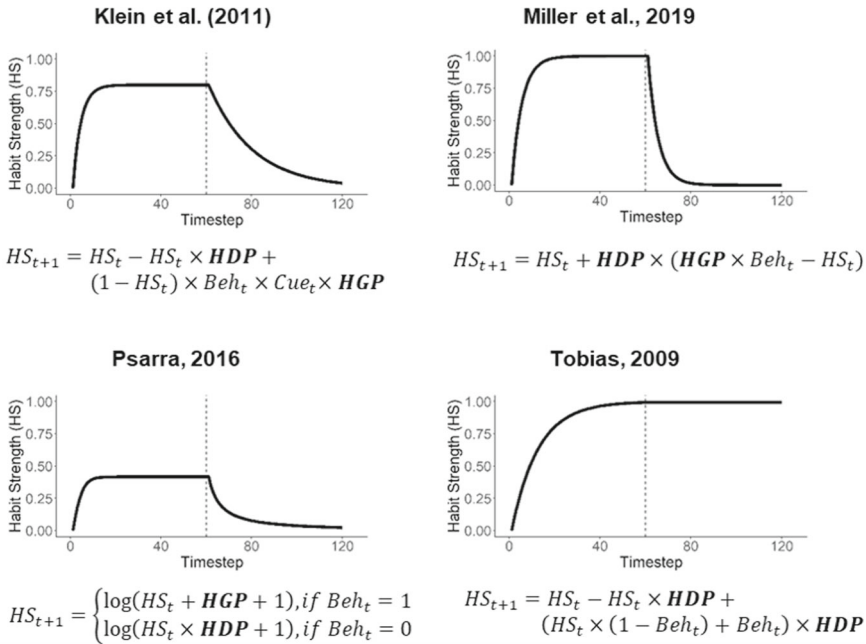 Klein et al. (2011)
Habit Strength (HS)
1.00
0.75
0.50
0.25
0.00
0 40 80 120
Timestep
HS_{t+1} = HS_t − HS_t × HDP +
(1 − HS_t) × Beh_t × Cue_t × HGP
Miller et al., 2019
Habit Strength (HS)
1.00
0.75
0.50
0.25
0.00
0 40 80 120
Timestep
HS_{t+1} = HS_t + HDP × (HGP × Beh_t − HS_t)
Psarra, 2016
Habit Strength (HS)
1.00
0.75
0.50
0.25
0.00
0 40 80 120
Timestep
HS_{t+1} = { log(HS_t + HGP + 1), if Beh_t = 1
log(HS_t × HDP + 1), if Beh_t = 0
Tobias, 2009
Habit Strength (HS)
1.00
0.75
0.50
0.25
0.00
0 40 80 120
Timestep
HS_{t+1} = HS_t − HS_t × HDP +
(HS_t × (1 − Beh_t) + Beh_t) × HDP